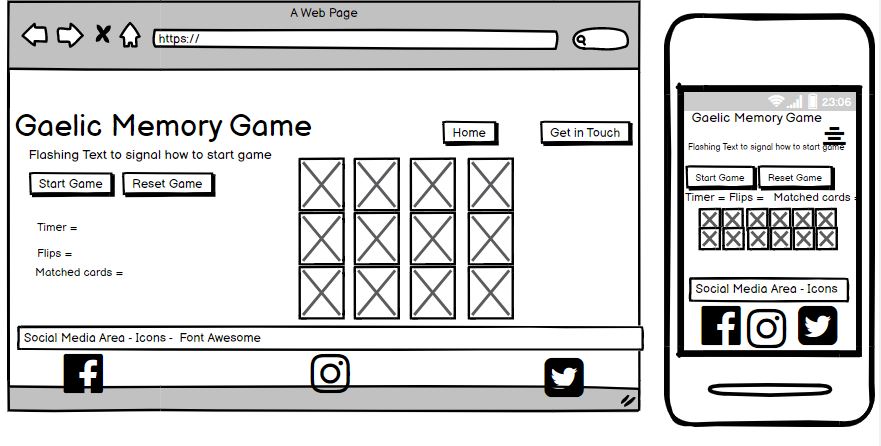 A Web Page
https://
Gaelic Memory Game
Home
Get in Touch
Flashing Text to signal how to start game
Start Game
Reset Game
Timer =
Flips =
Matched cards =
Social Media Area - Icons - Font Awesome
23:06
Gaelic Memory Game
Flashing Text to signal how to start game
Start Game
Reset Game
Timer = Flips = Matched cards =
Social Media Area - Icons